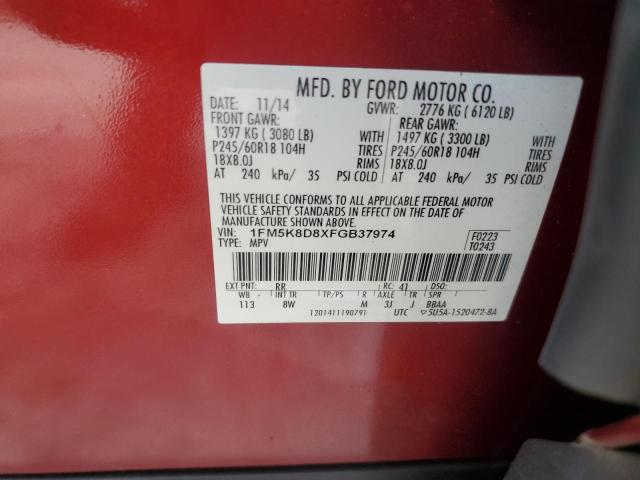 MFD. BY FORD MOTOR CO.
DATE: 11/14 GVWR: 2776 KG ( 6120 LB)
FRONT GAWR: REAR GAWR:
1397 KG ( 3080 LB) WITH 1497 KG ( 3300 LB) WITH
P245/60R18 104H TIRES P245/60R18 104H TIRES
18X8.0J RIMS 18X8.0J RIMS
AT 240 kPa/ 35 PSI COLD AT 240 kPa/ 35 PSI COLD
THIS VEHICLE CONFORMS TO ALL APPLICABLE FEDERAL MOTOR
VEHICLE SAFETY STANDARDS IN EFFECT ON THE DATE OF
MANUFACTURE SHOWN ABOVE.
VIN: 1FM5K8D8XFGB37974 F0223
TYPE: MPV T0243
EXT PNT: RR RC: 41 DSO:
WB - INT TR TP/PS R AXLE TR SPR
113 8W M 3J J BBAA
1201411190791 UTC ▽5U5A-1520472-BA